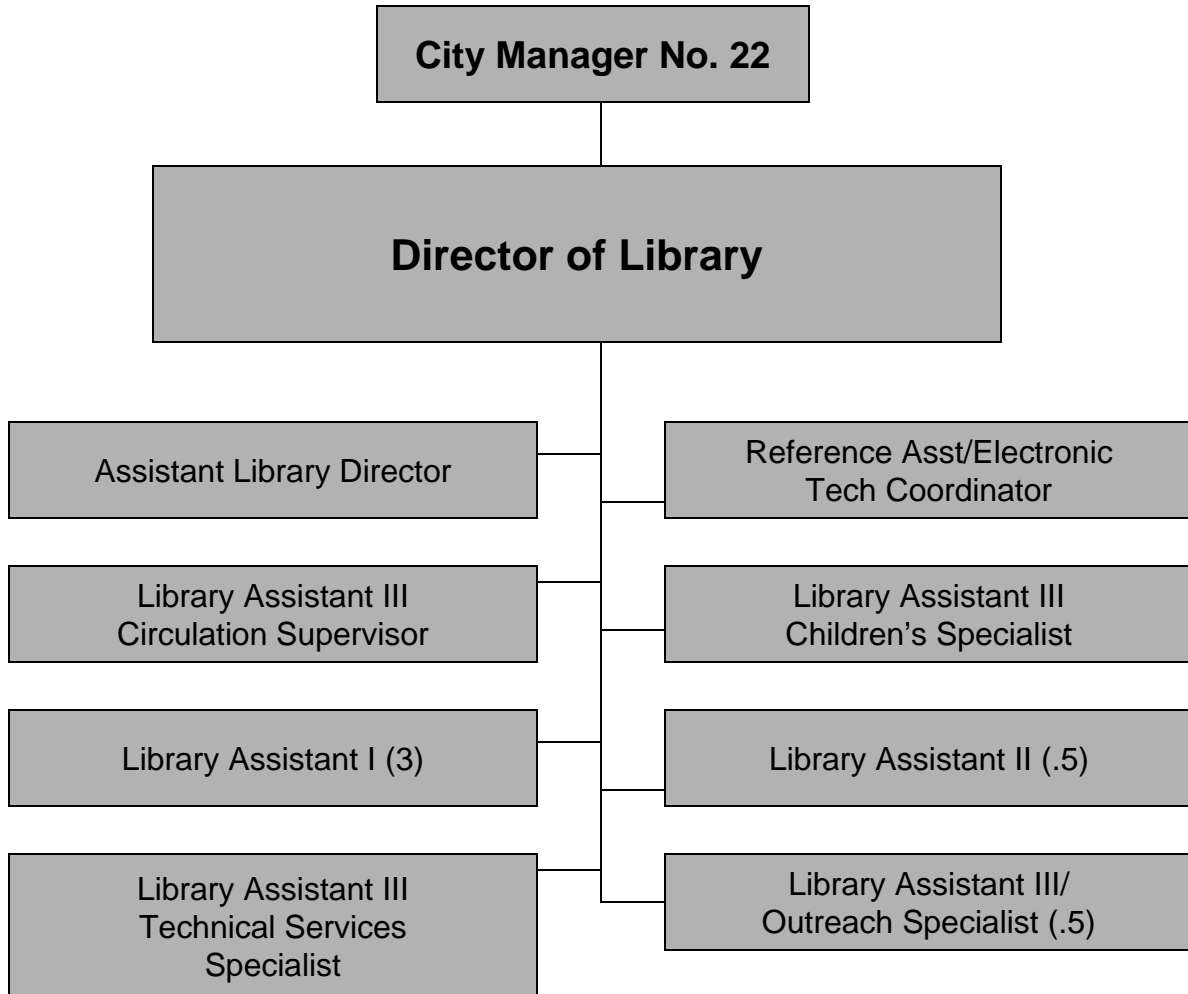 City Manager No. 22
Director of Library
Assistant Library Director
Reference Asst/Electronic
Tech Coordinator
Library Assistant III
Circulation Supervisor
Library Assistant III
Children’s Specialist
Library Assistant I (3)
Library Assistant II (.5)
Library Assistant III
Technical Services
Specialist
Library Assistant III/
Outreach Specialist (.5)